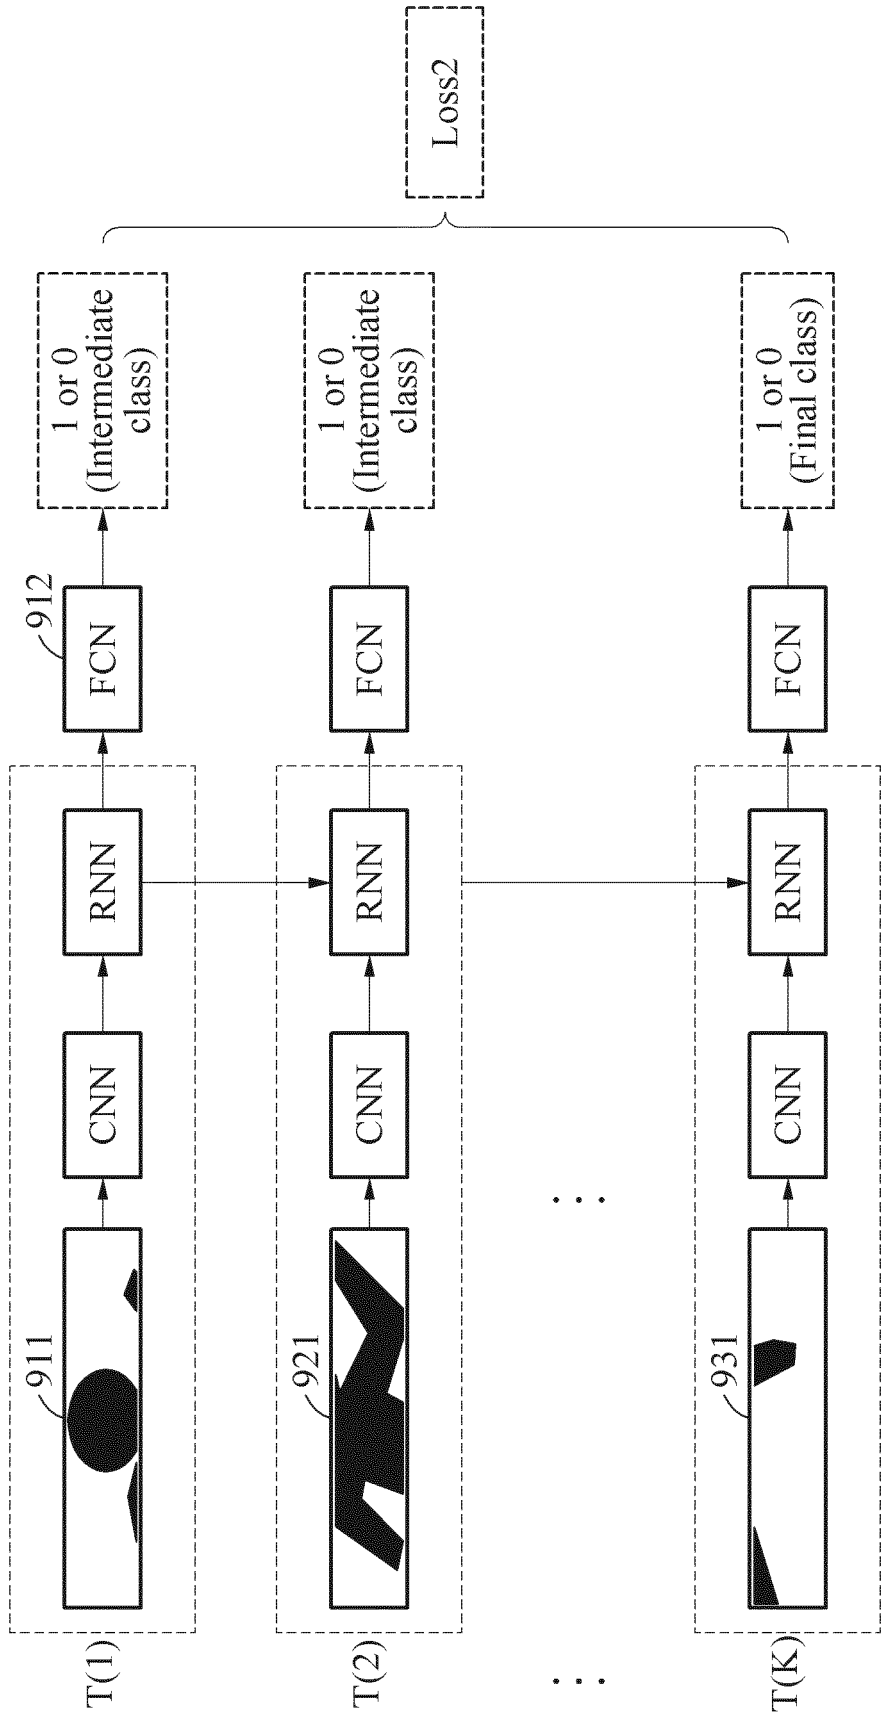 T(1)
911
CNN
RNN
FCN
912
1 or 0
(Intermediate
class)
T(2)
921
CNN
RNN
FCN
1 or 0
(Intermediate
class)
Loss2
. . .
. . .
T(K)
931
CNN
RNN
FCN
1 or 0
(Final class)